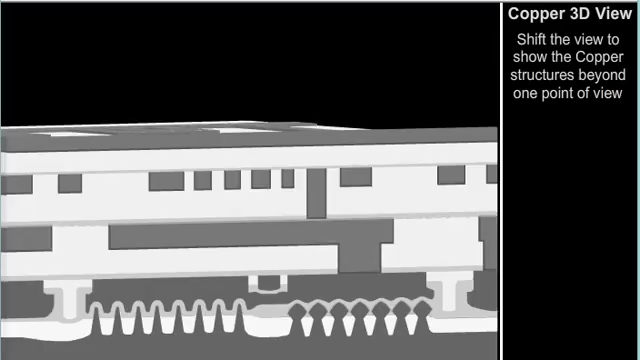 Copper 3D View
Shift the view to
show the Copper
structures beyond
one point of view